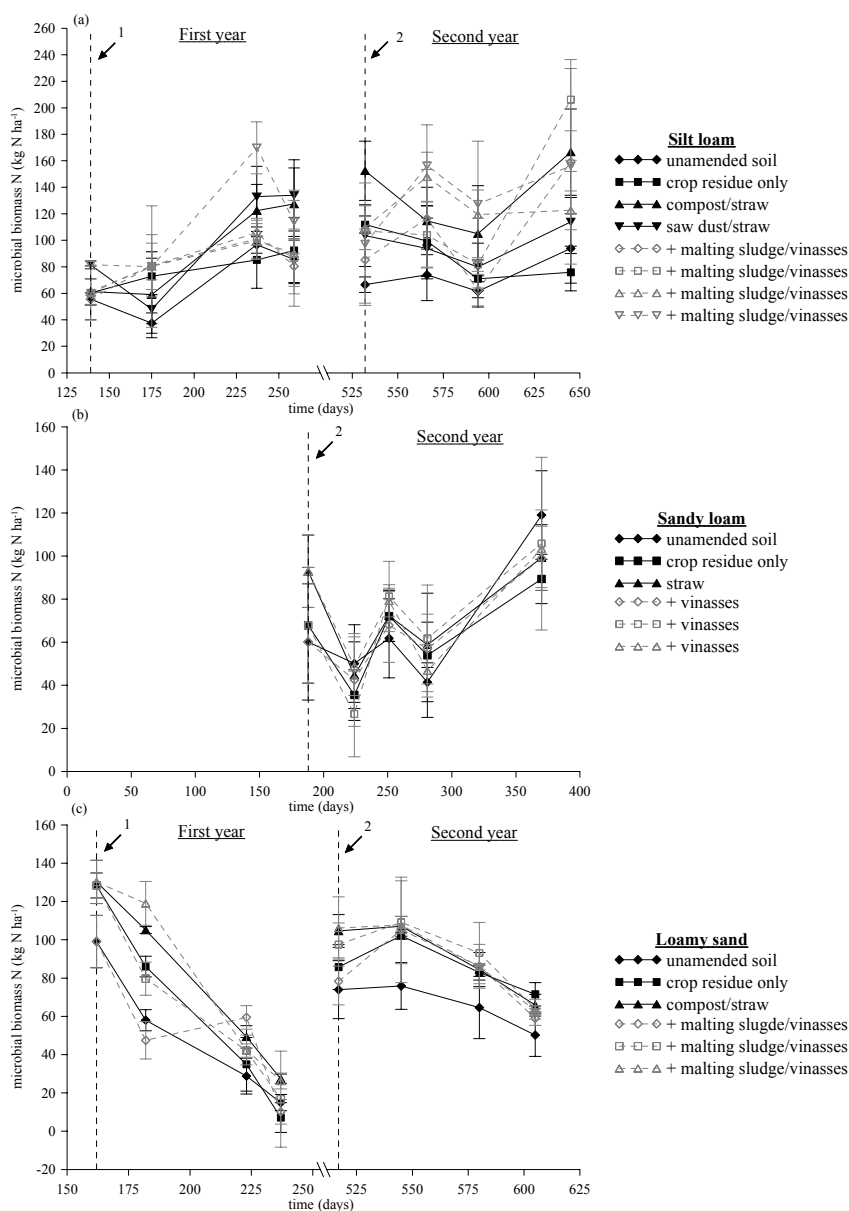 (a)
1
First year
2
Second year
microbial biomass N (kg N ha⁻¹)
260
240
220
200
180
160
140
120
100
80
60
40
20
0
125 150 175 200 225 250 525 550 575 600 625 650
time (days)
Silt loam
unamended soil
crop residue only
compost/straw
saw dust/straw
+ malting sludge/vinasses
+ malting sludge/vinasses
+ malting sludge/vinasses
+ malting sludge/vinasses
(b)
2
Second year
microbial biomass N (kg N ha⁻¹)
160
140
120
100
80
60
40
20
0
0 50 100 150 200 250 300 350 400
time (days)
Sandy loam
unamended soil
crop residue only
straw
+ vinasses
+ vinasses
+ vinasses
(c)
1
First year
2
Second year
microbial biomass N (kg N ha⁻¹)
160
140
120
100
80
60
40
20
0
-20
150 175 200 225 250 525 550 575 600 625
time (days)
Loamy sand
unamended soil
crop residue only
compost/straw
+ malting slugde/vinasses
+ malting sludge/vinasses
+ malting sludge/vinasses